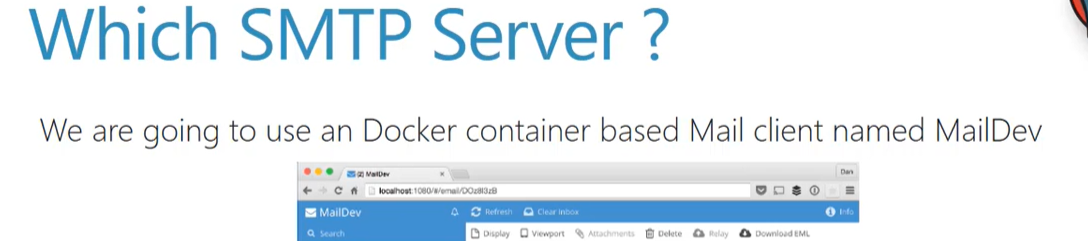 Which SMTP Server ?
We are going to use an Docker container based Mail client named MailDev
(2) MailDev
Dan
localhost:1080/#/email/DOz8I3zB
MailDev Refresh Clear Inbox Info
Search Display Viewport Attachments Delete Relay Download EML